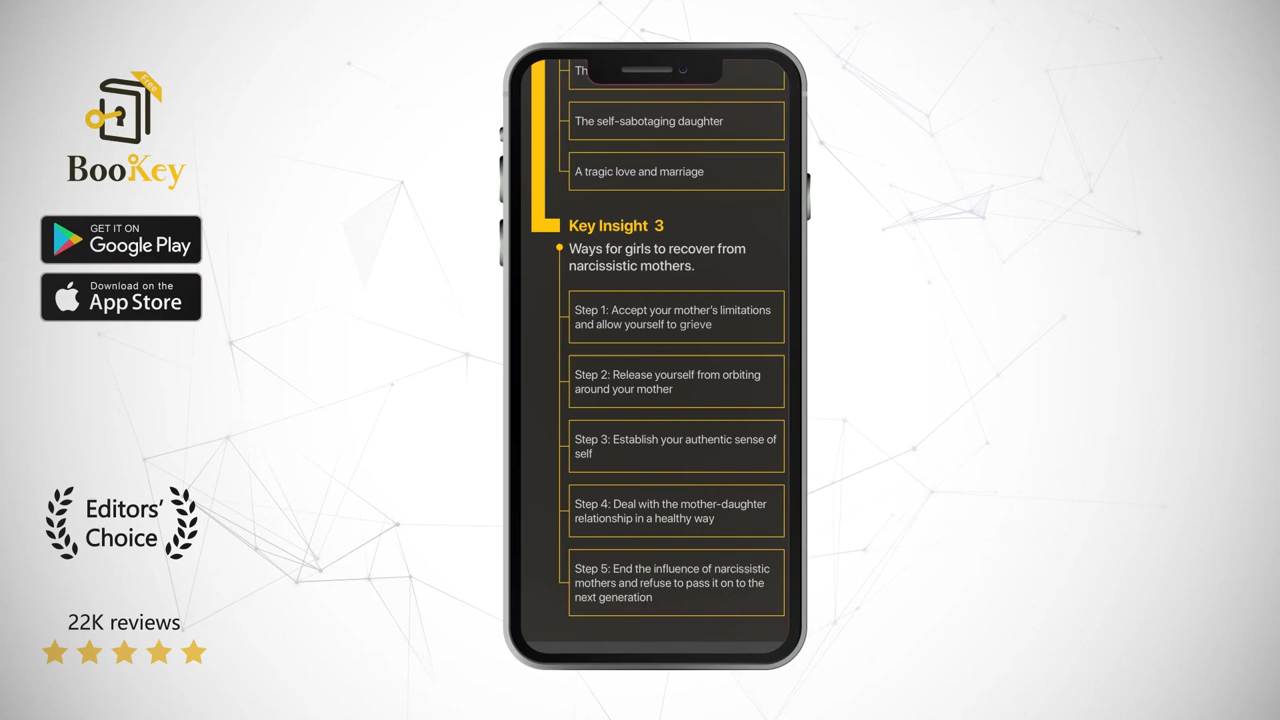 Free
BooKey
GET IT ON
Google Play
Download on the
App Store
Editors'
Choice
22K reviews
Th
The self-sabotaging daughter
A tragic love and marriage
Key Insight 3
Ways for girls to recover from
narcissistic mothers.
Step 1: Accept your mother's limitations
and allow yourself to grieve
Step 2: Release yourself from orbiting
around your mother
Step 3: Establish your authentic sense of
self
Step 4: Deal with the mother-daughter
relationship in a healthy way
Step 5: End the influence of narcissistic
mothers and refuse to pass it on to the
next generation